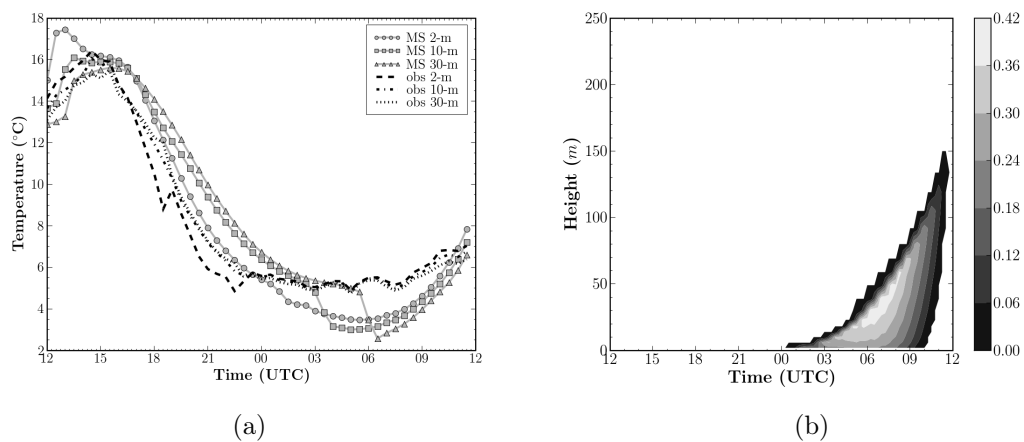 18
16
14
12
10
8
6
4
2
Temperature (°C)
12 15 18 21 00 03 06 09 12
Time (UTC)
MS 2-m
MS 10-m
MS 30-m
obs 2-m
obs 10-m
obs 30-m
(a)
250
200
150
100
50
0
Height (m)
12 15 18 21 00 03 06 09 12
Time (UTC)
0.42
0.36
0.30
0.24
0.18
0.12
0.06
0.00
(b)